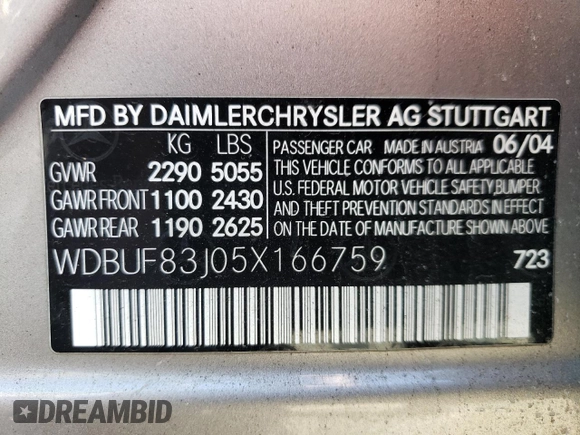 MFD BY DAIMLERCHRYSLER AG STUTTGART
KG LBS
GVWR 2290 5055
GAWR FRONT 1100 2430
GAWR REAR 1190 2625
PASSENGER CAR MADE IN AUSTRIA 06/04
THIS VEHICLE CONFORMS TO ALL APPLICABLE
U.S. FEDERAL MOTOR VEHICLE SAFETY, BUMPER
AND THEFT PREVENTION STANDARDS IN EFFECT
ON THE DATE OF MANUFACTURE SHOWN ABOVE.
WDBUF83J05X166759 723
DREAMBID